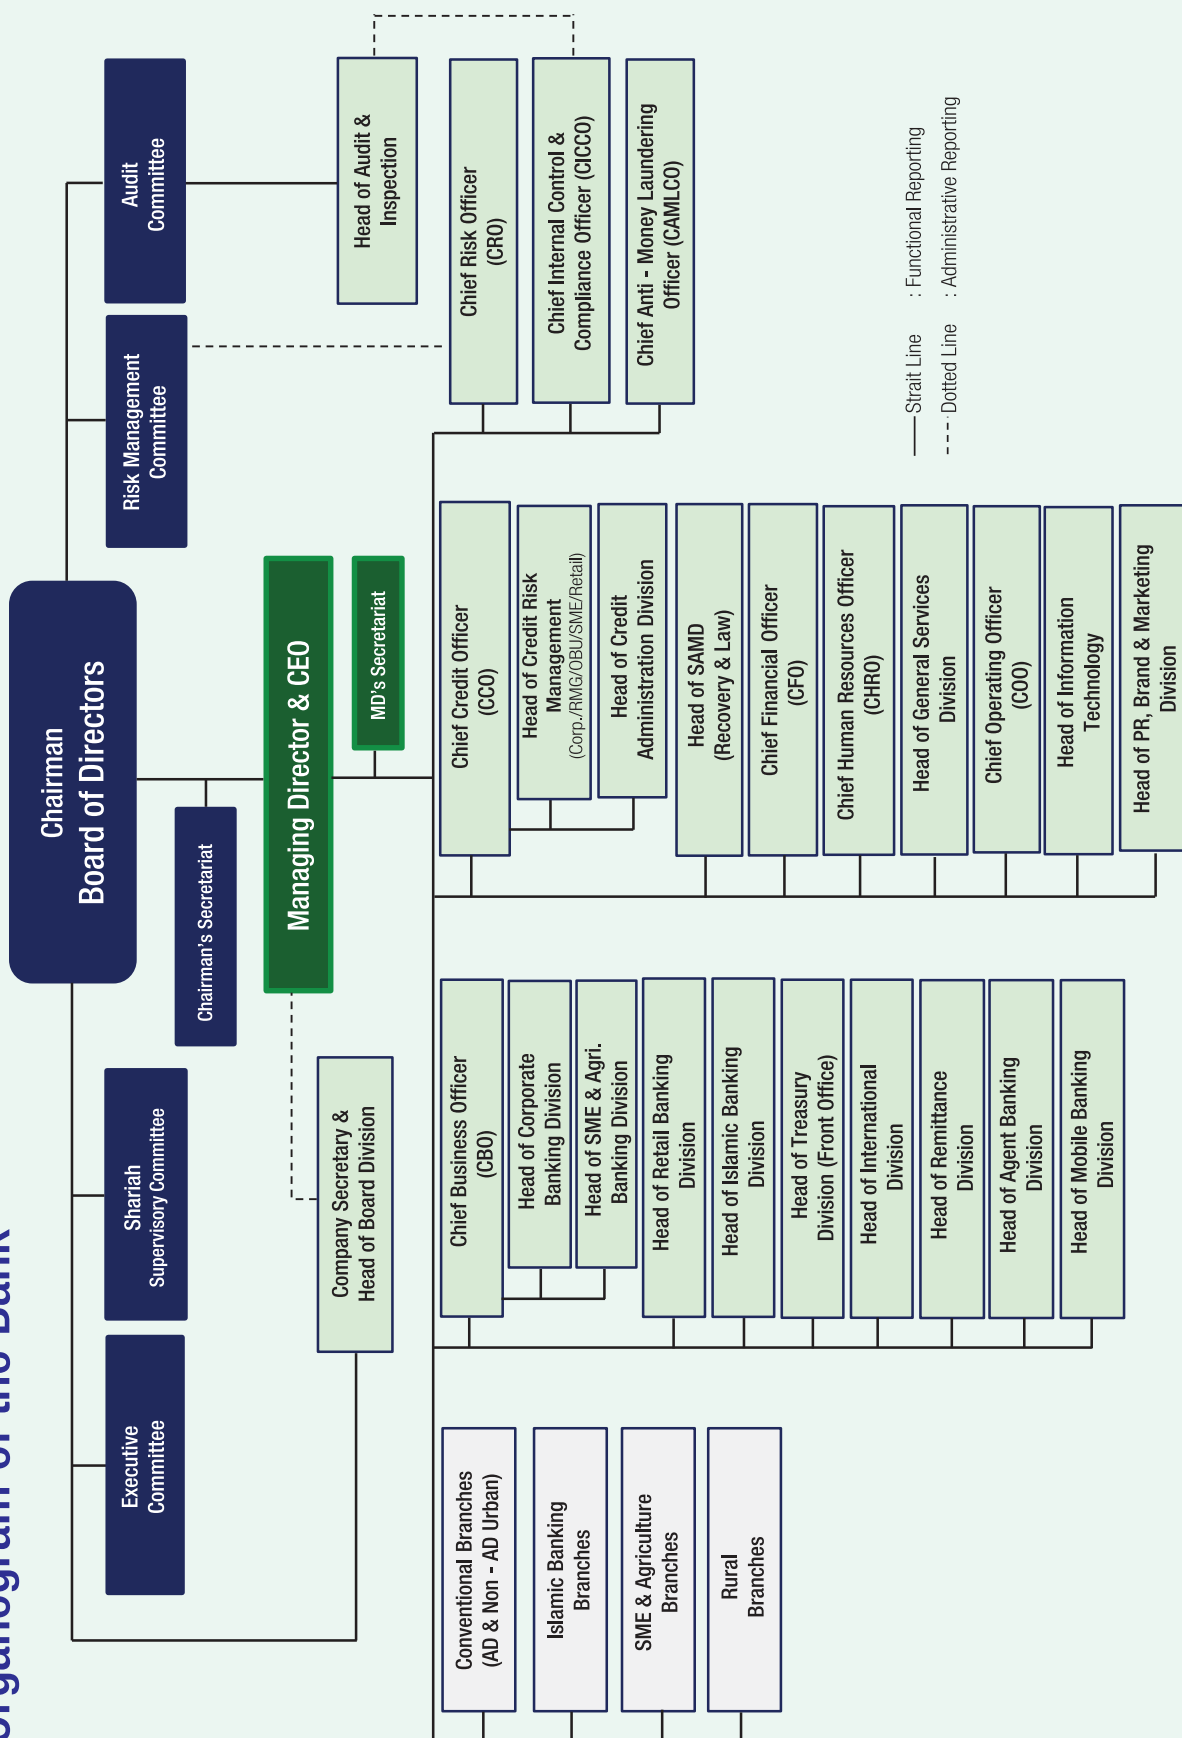 Organogram of the Bank
Chairman
Board of Directors
Executive
Committee
Shariah
Supervisory Committee
Risk Management
Committee
Audit
Committee
Chairman's Secretariat
Managing Director & CEO
Company Secretary &
Head of Board Division
MD's Secretariat
Head of Audit &
Inspection
Conventional Branches
(AD & Non - AD Urban)
Islamic Banking
Branches
SME & Agriculture
Branches
Rural
Branches
Chief Business Officer
(CBO)
Head of Corporate
Banking Division
Head of SME & Agri.
Banking Division
Head of Retail Banking
Division
Head of Islamic Banking
Division
Head of Treasury
Division (Front Office)
Head of International
Division
Head of Remittance
Division
Head of Agent Banking
Division
Head of Mobile Banking
Division
Chief Credit Officer
(CCO)
Head of Credit Risk
Management
(Corp./RMG/OBU/SME/Retail)
Head of Credit
Administration Division
Head of SAMD
(Recovery & Law)
Chief Financial Officer
(CFO)
Chief Human Resources Officer
(CHRO)
Head of General Services
Division
Chief Operating Officer
(COO)
Head of Information
Technology
Head of PR, Brand & Marketing
Division
Chief Risk Officer
(CRO)
Chief Internal Control &
Compliance Officer (CICCO)
Chief Anti - Money Laundering
Officer (CAMLCO)
Strait Line : Functional Reporting
Dotted Line : Administrative Reporting